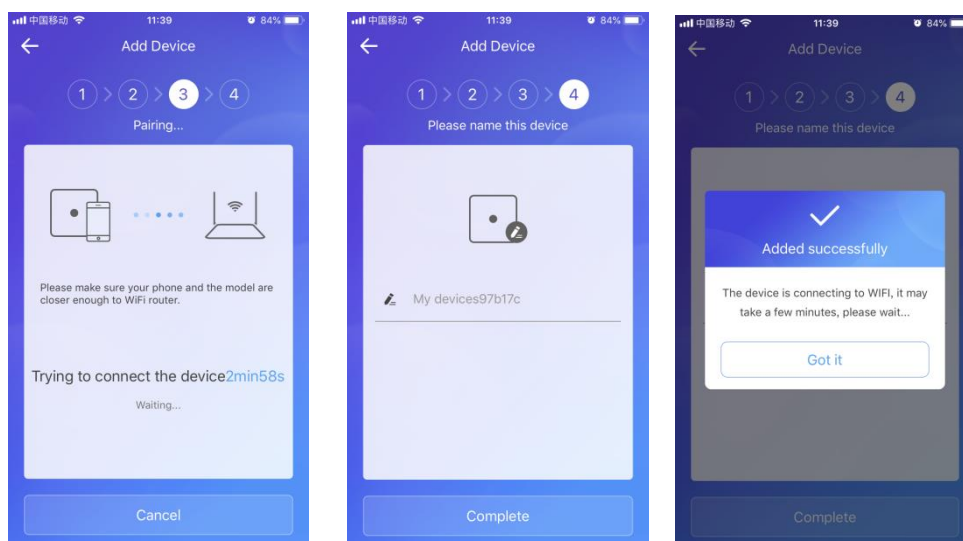 中国移动 11:39 84%
Add Device
1 > 2 > 3 > 4
Pairing...
Please make sure your phone and the model are
closer enough to WiFi router.
Trying to connect the device2min58s
Waiting...
Cancel
中国移动 11:39 84%
Add Device
1 > 2 > 3 > 4
Please name this device
My devices97b17c
Complete
中国移动 11:39 84%
Add Device
1 > 2 > 3 > 4
Please name this device
Added successfully
The device is connecting to WIFI, it may
take a few minutes, please wait...
Got it
Complete